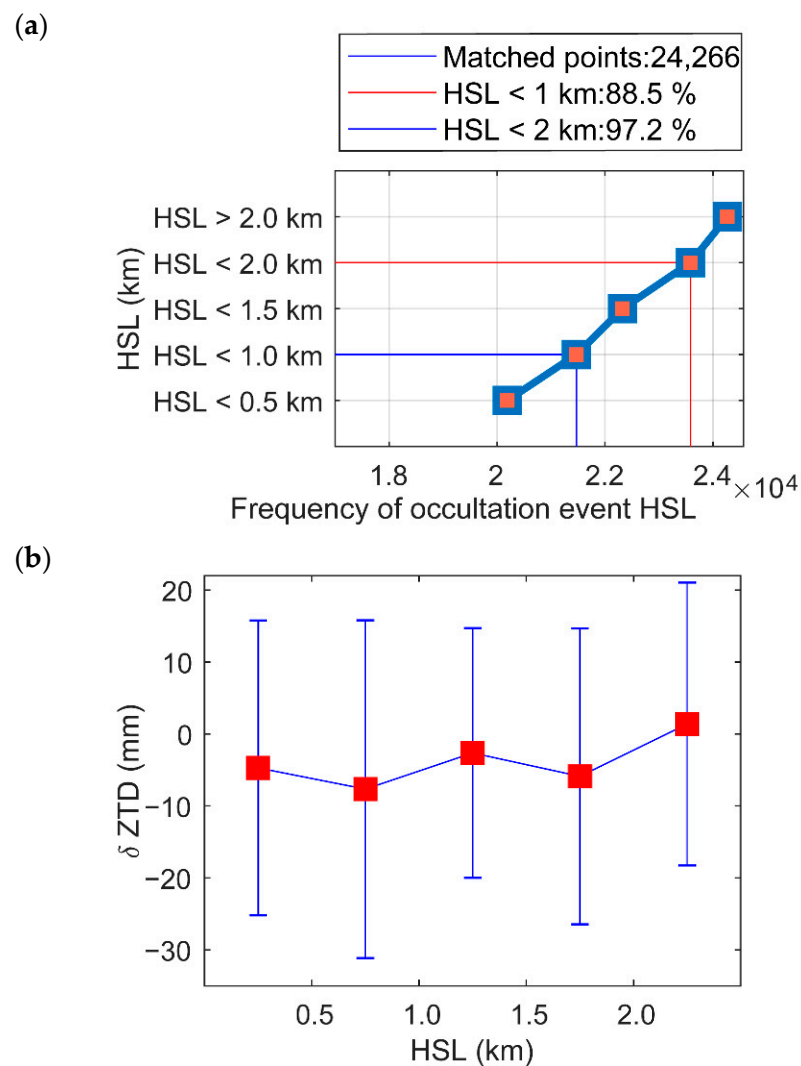 (a)
Matched points:24,266
HSL < 1 km:88.5 %
HSL < 2 km:97.2 %
HSL > 2.0 km
HSL < 2.0 km
HSL < 1.5 km
HSL < 1.0 km
HSL < 0.5 km
HSL (km)
1.8 2 2.2 2.4 ×10⁴
Frequency of occultation event HSL
(b)
20
10
0
−10
−20
−30
δ ZTD (mm)
0.5 1.0 1.5 2.0
HSL (km)